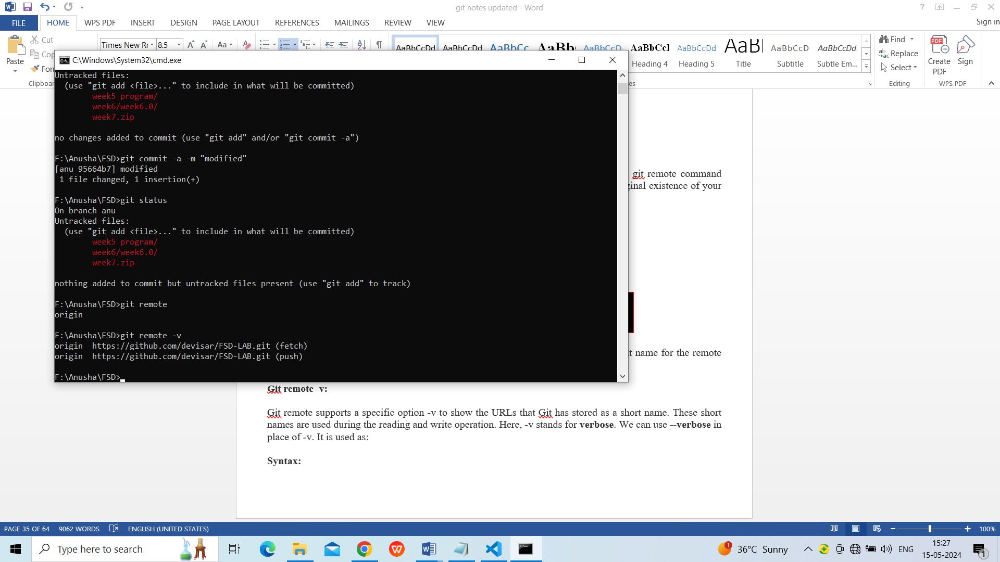 git notes updated - Word
FILE HOME WPS PDF INSERT DESIGN PAGE LAYOUT REFERENCES MAILINGS REVIEW VIEW
Sign in
Paste
Cut
Cop
Form
Clipboar
Times New Ro 8.5
Aa
AaBbCcDd AaBbCcDd AaBbCc AaBb AaBbCcD AaBbCcI AaBbCcDd AaBl AaBbCcD AaBbCcDd
Heading 4 Heading 5 Title Subtitle Subtle Em...
es
Find
Replace
Select
Editing
Create PDF
Sign
WPS PDF
C:\Windows\System32\cmd.exe
Untracked files:
(use "git add <file>..." to include in what will be committed)
week5 program/
week6/week6.0/
week7.zip
no changes added to commit (use "git add" and/or "git commit -a")
F:\Anusha\FSD>git commit -a -m "modified"
[anu 95664b7] modified
1 file changed, 1 insertion(+)
F:\Anusha\FSD>git status
On branch anu
Untracked files:
(use "git add <file>..." to include in what will be committed)
week5 program/
week6/week6.0/
week7.zip
nothing added to commit but untracked files present (use "git add" to track)
F:\Anusha\FSD>git remote
origin
F:\Anusha\FSD>git remote -v
origin https://github.com/devisar/FSD-LAB.git (fetch)
origin https://github.com/devisar/FSD-LAB.git (push)
F:\Anusha\FSD>
git remote command
ginal existence of your
lt name for the remote
Git remote -v:
Git remote supports a specific option -v to show the URLs that Git has stored as a short name. These short
names are used during the reading and write operation. Here, -v stands for verbose. We can use --verbose in
place of -v. It is used as:
Syntax:
PAGE 35 OF 64 9062 WORDS ENGLISH (UNITED STATES)
100%
Type here to search
1
36°C Sunny
ENG
15:27
15-05-2024
1